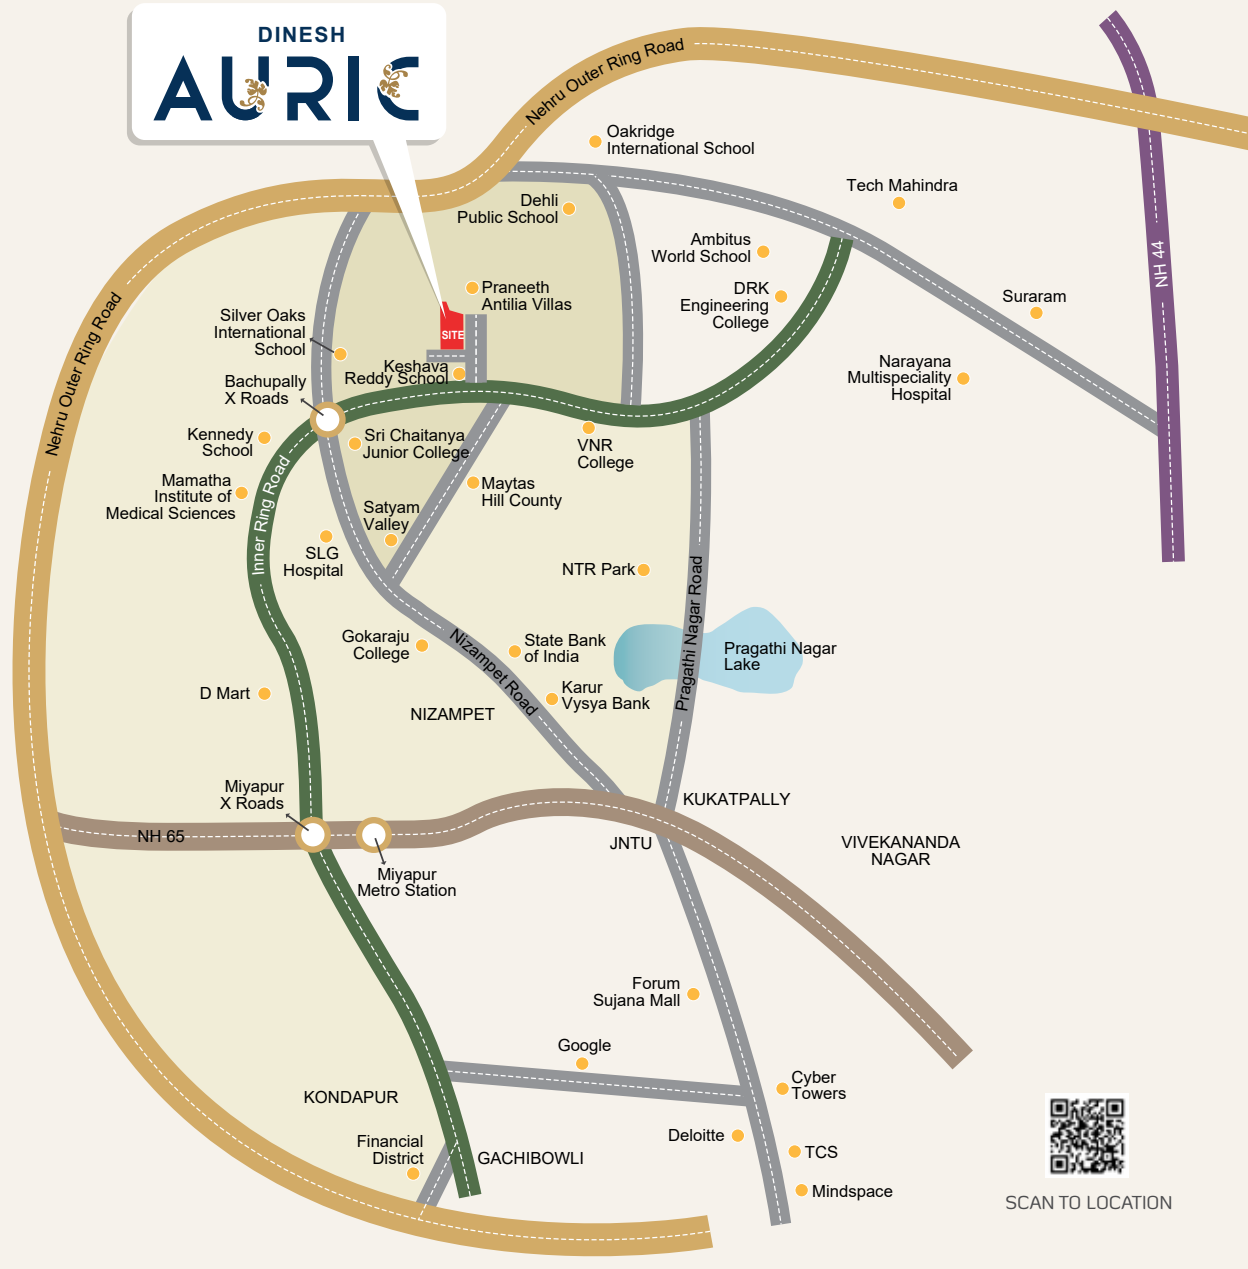 DINESH
AURIC
Nehru Outer Ring Road
Oakridge
International School
Tech Mahindra
Dehli
Public School
Ambitus
World School
NH 44
DRK
Engineering
College
Praneeth
Antilia Villas
Suraram
Silver Oaks
International
School
SITE
Nehru Outer Ring Road
Keshava
Reddy School
Narayana
Multispeciality
Hospital
Bachupally
X Roads
Kennedy
School
Sri Chaitanya
Junior College
VNR
College
Mamatha
Institute of
Medical Sciences
Inner Ring Road
Maytas
Hill County
Satyam
Valley
SLG
Hospital
NTR Park
Pragathi Nagar Road
Gokaraju
College
Nizampet Road
State Bank
of India
Pragathi Nagar
Lake
D Mart
Karur
Vysya Bank
NIZAMPET
Miyapur
X Roads
KUKATPALLY
NH 65
JNTU
VIVEKANANDA
NAGAR
Miyapur
Metro Station
Forum
Sujana Mall
Google
Cyber
Towers
KONDAPUR
Deloitte
Financial
District
GACHIBOWLI
TCS
Mindspace
SCAN TO LOCATION